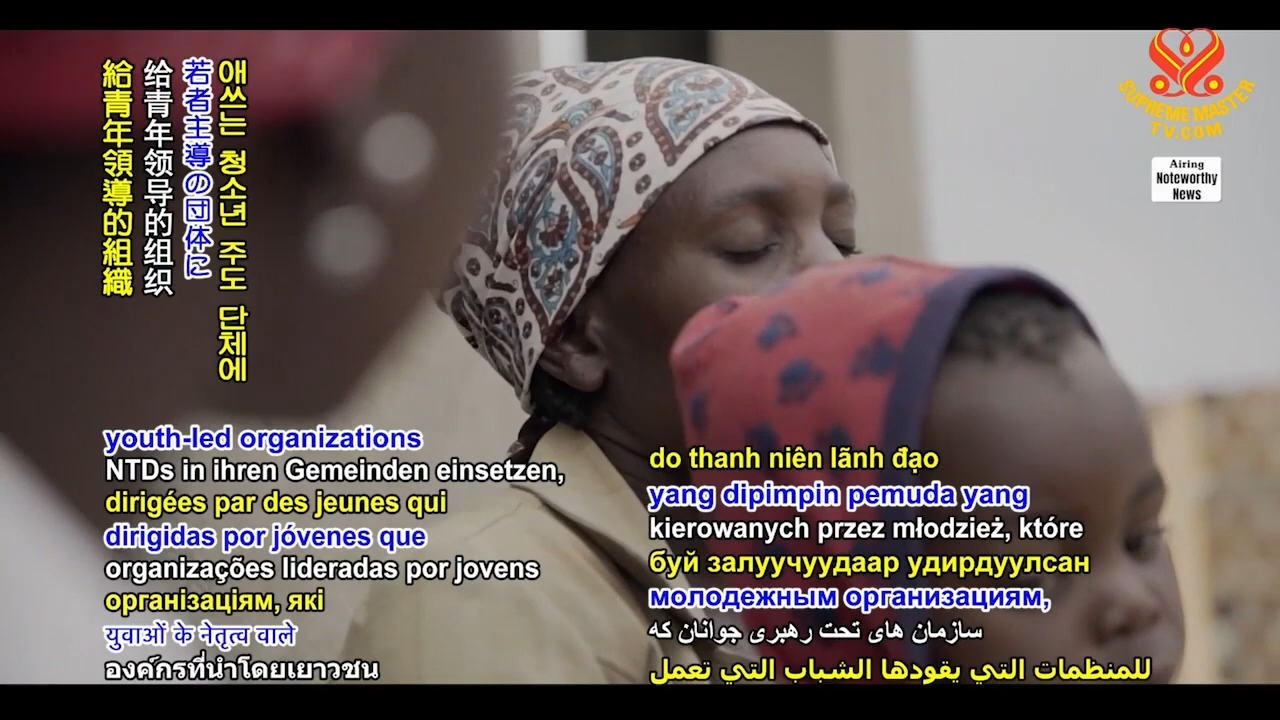 給青年領導的組織
给青年领导的组织
若者主導の団体に
애쓰는 청소년 주도 단체에
SUPREME MASTER
TV.COM
Airing
Noteworthy
News
youth-led organizations
NTDs in ihren Gemeinden einsetzen,
dirigées par des jeunes qui
dirigidas por jóvenes que
organizações lideradas por jovens
організаціям, які
युवाओं के नेतृत्व वाले
องค์กรที่นำโดยเยาวชน
do thanh niên lãnh đạo
yang dipimpin pemuda yang
kierowanych przez młodzież, które
буй залуучуудаар удирдуулсан
молодежным организациям,
سازمان های تحت رهبری جوانان که
للمنظمات التي يقودها الشباب التي تعمل